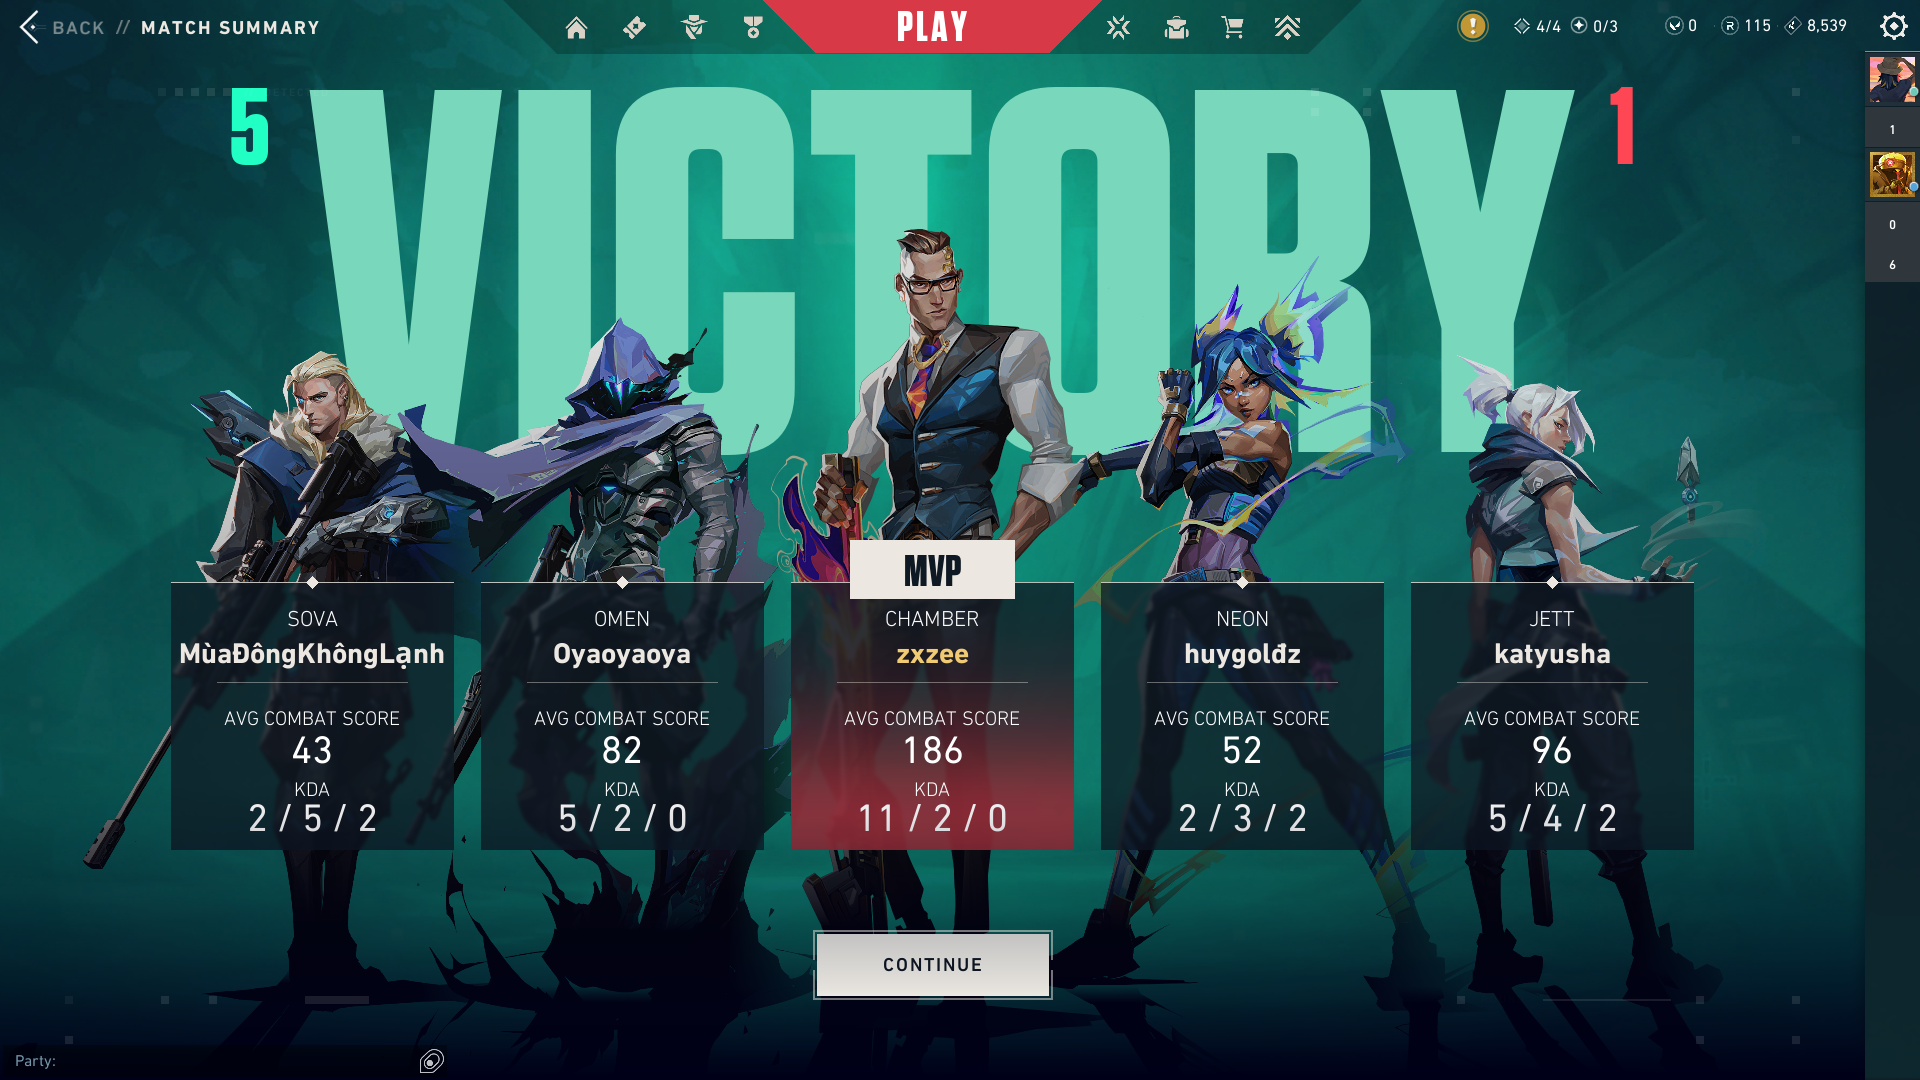 BACK // MATCH SUMMARY
PLAY
4/4 0/3 0 115 8,539
5 VICTORY 1
1
0
6
MVP
SOVA
MùaĐôngKhôngLạnh
AVG COMBAT SCORE
43
KDA
2 / 5 / 2
OMEN
Oyaoyaoya
AVG COMBAT SCORE
82
KDA
5 / 2 / 0
CHAMBER
zxzee
AVG COMBAT SCORE
186
KDA
11 / 2 / 0
NEON
huygolđz
AVG COMBAT SCORE
52
KDA
2 / 3 / 2
JETT
katyusha
AVG COMBAT SCORE
96
KDA
5 / 4 / 2
CONTINUE
Party: